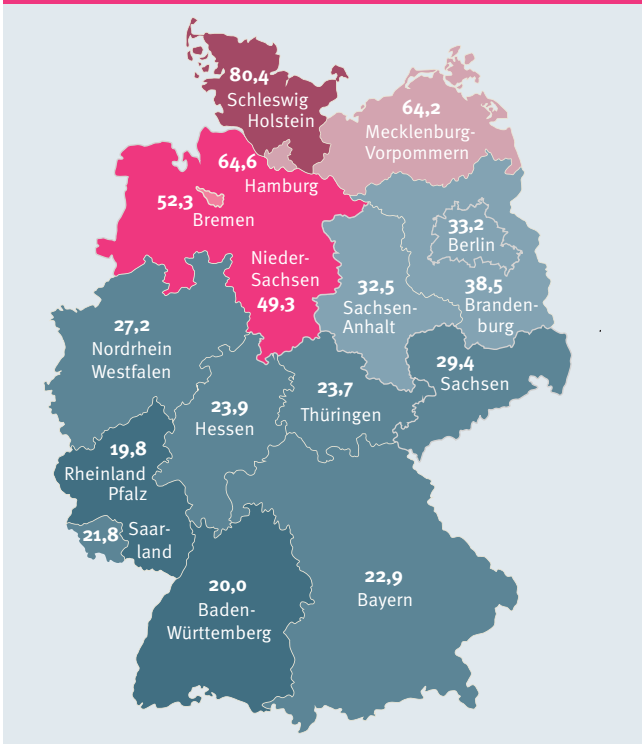 80,4
Schleswig
Holstein
64,2
Mecklenburg-
Vorpommern
64,6
Hamburg
52,3
Bremen
33,2
Berlin
Nieder-
Sachsen
49,3
32,5
Sachsen-
Anhalt
38,5
Branden-
burg
27,2
Nordrhein
Westfalen
29,4
Sachsen
23,9
Hessen
23,7
Thüringen
19,8
Rheinland
Pfalz
21,8
Saar-
land
20,0
Baden-
Württemberg
22,9
Bayern